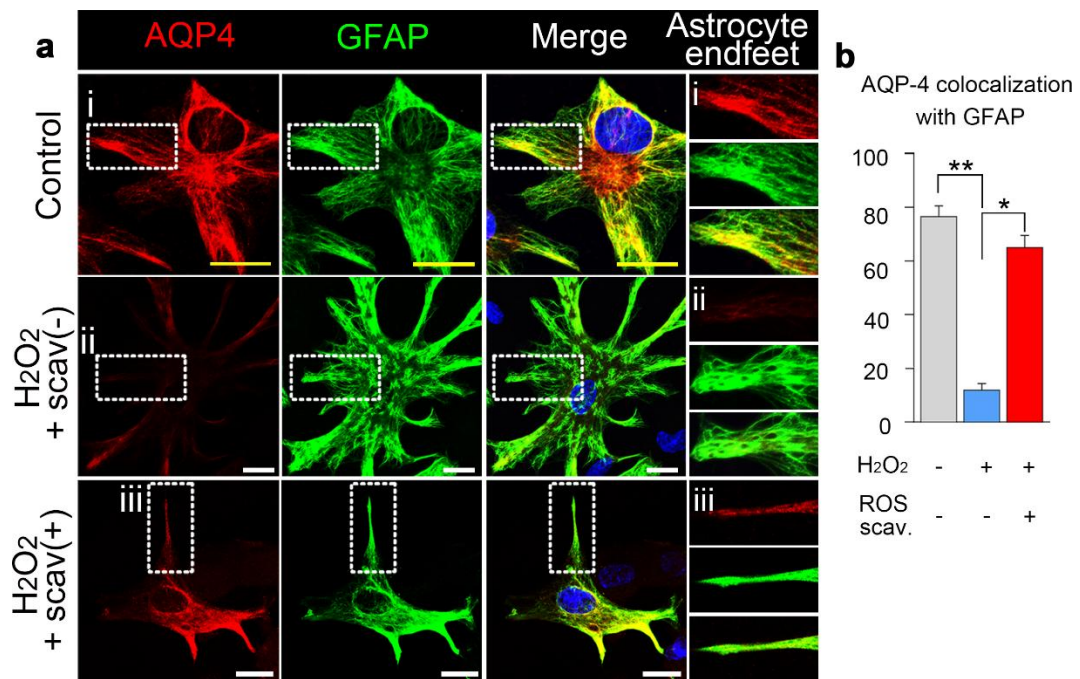 a
AQP4
GFAP
Merge
Astrocyte
endfeet
Control
i
i
H2O2
+ scav(-)
ii
ii
H2O2
+ scav(+)
iii
iii
b
AQP-4 colocalization
with GFAP
100
80
60
40
20
0
**
*
H2O2 - + +
ROS
scav. - - +